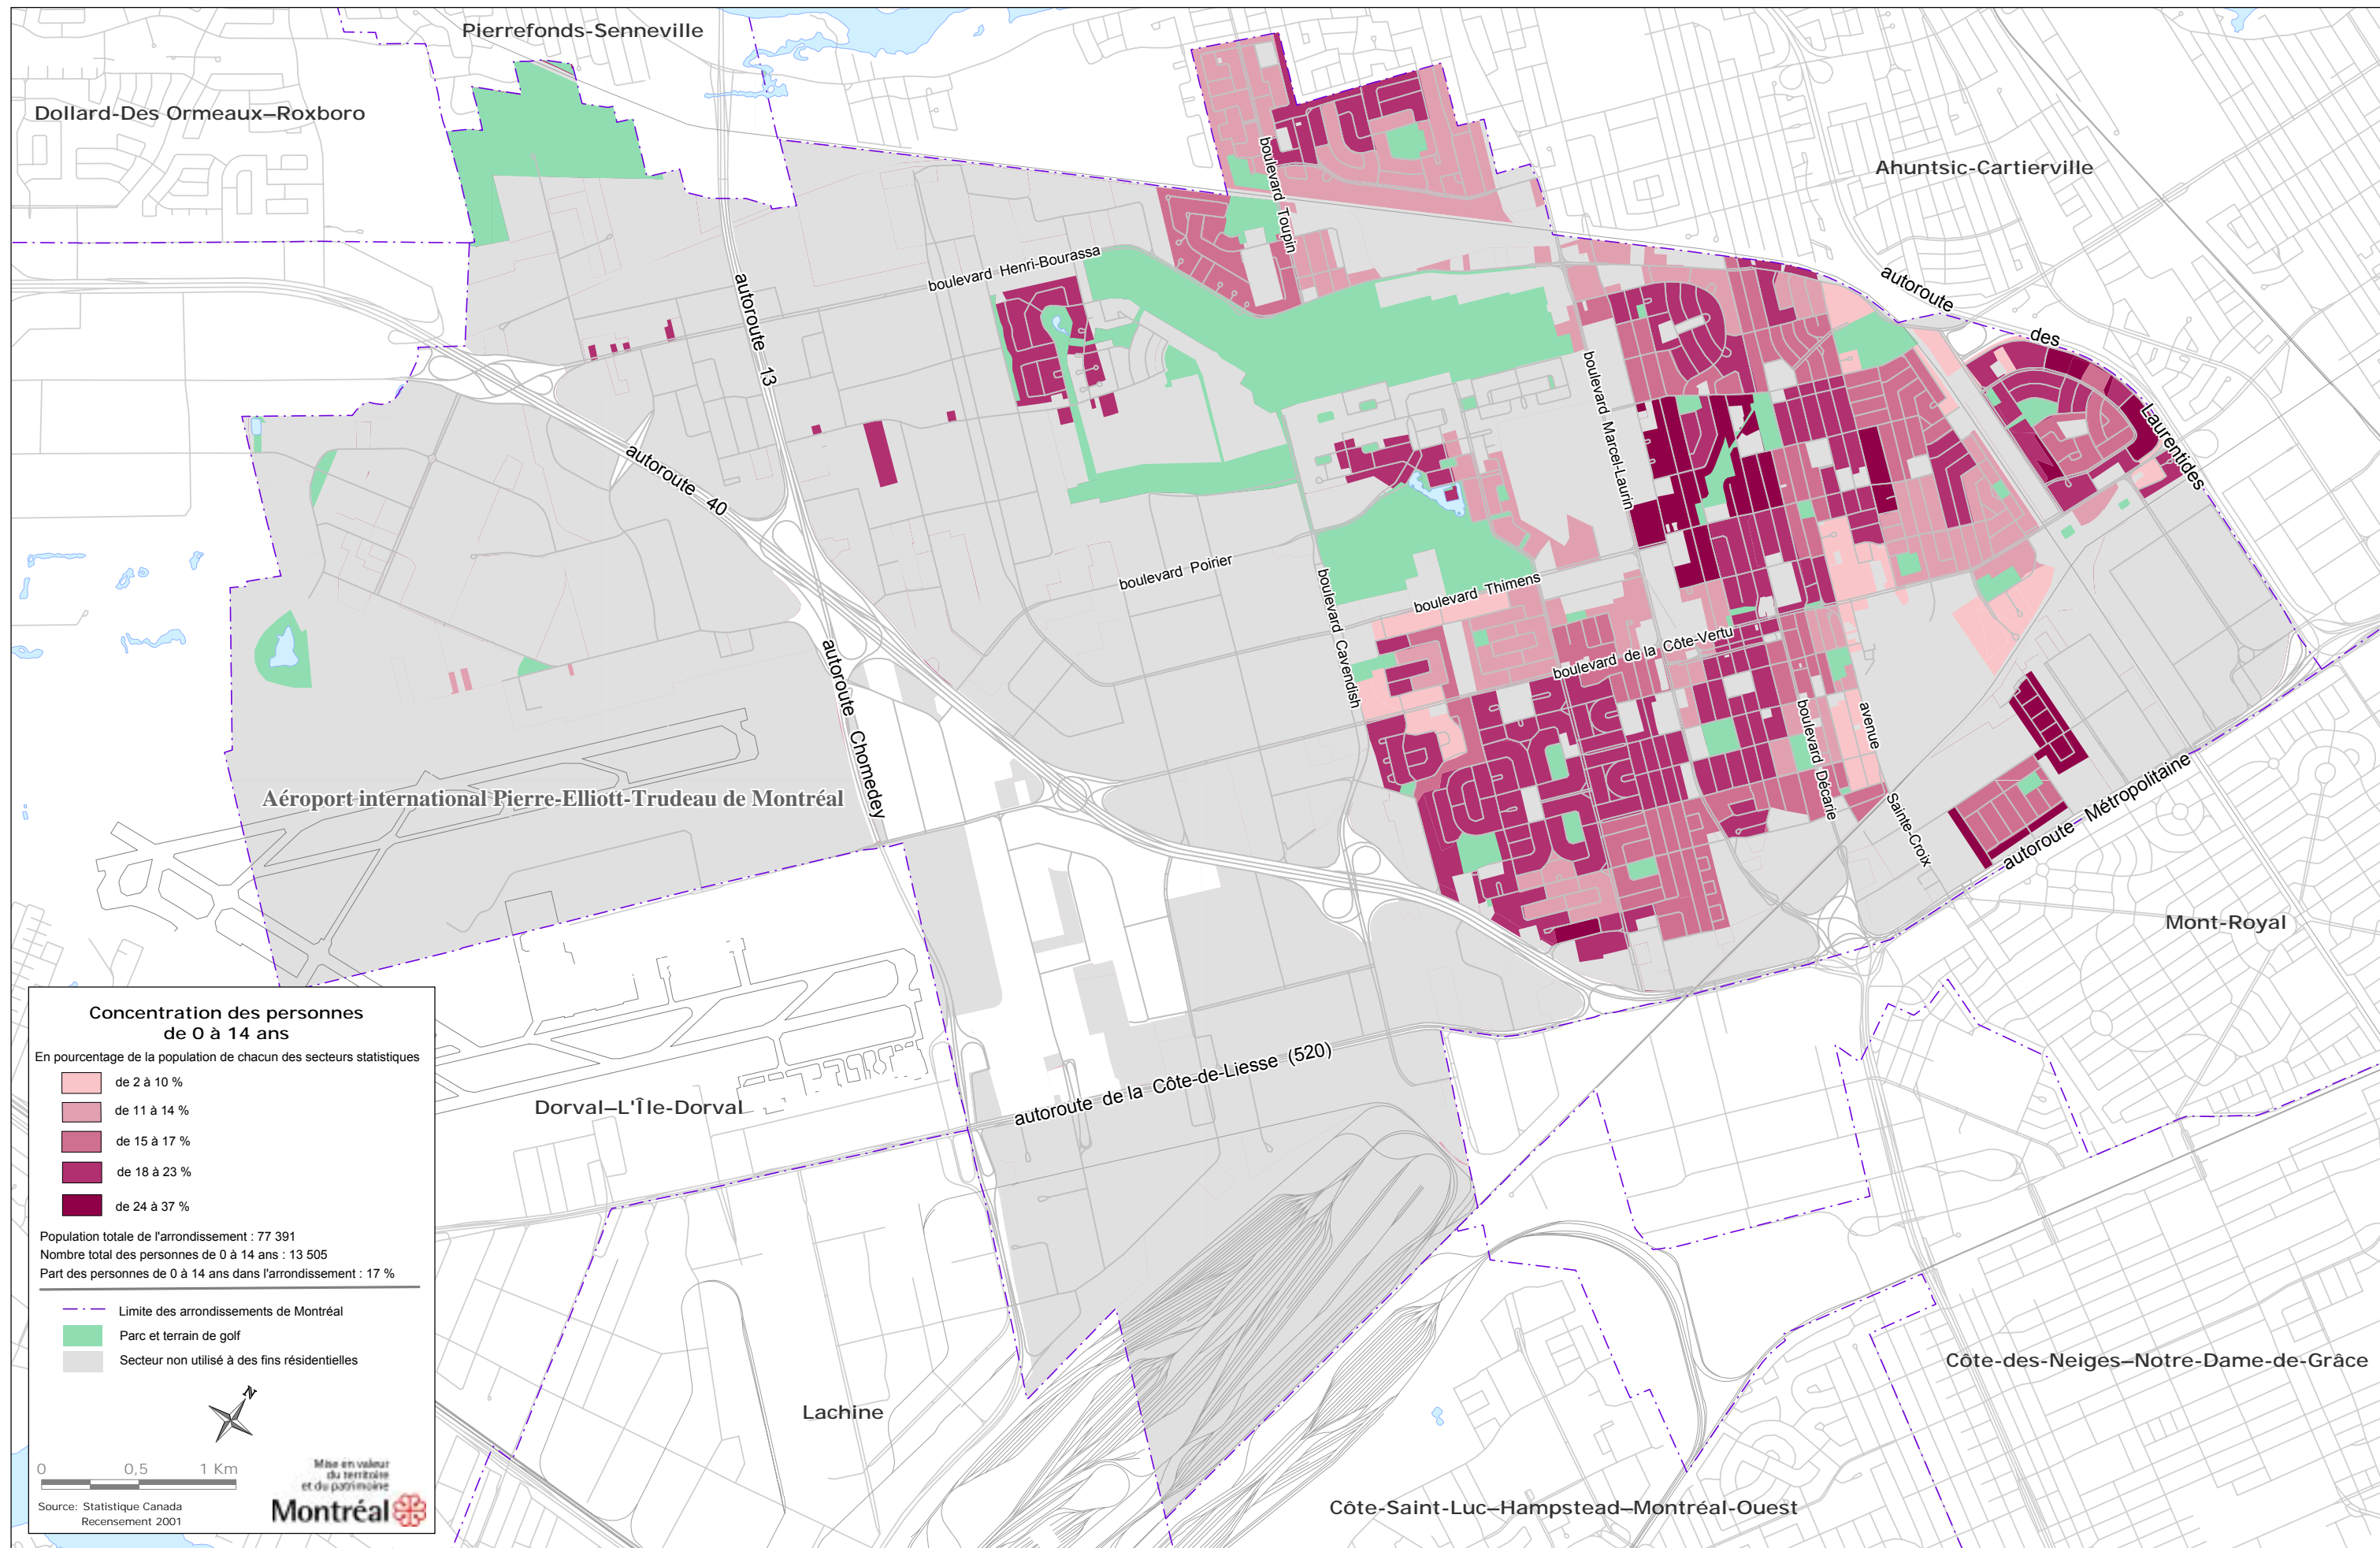 Pierrefonds-Senneville
Dollard-Des Ormeaux–Roxboro
Ahuntsic-Cartierville
boulevard Toupin
boulevard Henri-Bourassa
autoroute des Laurentides
autoroute 13
boulevard Marcel-Laurin
autoroute 40
boulevard Poirier
boulevard Thimens
boulevard Cavendish
boulevard de la Côte-Vertu
autoroute Chomedey
boulevard Décarie
avenue Sainte-Croix
autoroute Métropolitaine
Aéroport international Pierre-Elliott-Trudeau de Montréal
Mont-Royal
autoroute de la Côte-de-Liesse (520)
Dorval–L'Île-Dorval
Lachine
Côte-des-Neiges–Notre-Dame-de-Grâce
Côte-Saint-Luc–Hampstead–Montréal-Ouest
Concentration des personnes
de 0 à 14 ans
En pourcentage de la population de chacun des secteurs statistiques
de 2 à 10 %
de 11 à 14 %
de 15 à 17 %
de 18 à 23 %
de 24 à 37 %
Population totale de l'arrondissement : 77 391
Nombre total des personnes de 0 à 14 ans : 13 505
Part des personnes de 0 à 14 ans dans l'arrondissement : 17 %
Limite des arrondissements de Montréal
Parc et terrain de golf
Secteur non utilisé à des fins résidentielles
N
0 0,5 1 Km
Source: Statistique Canada
Recensement 2001
Mise en valeur
du territoire
et du patrimoine
Montréal